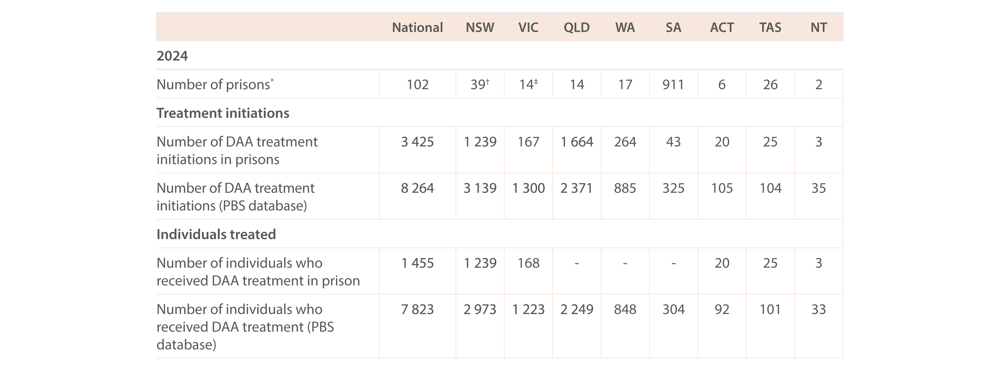 National NSW VIC QLD WA SA ACT TAS NT
2024
Number of prisons* 102 39† 14‡ 14 17 911 6 26 2
Treatment initiations
Number of DAA treatment 3 425 1 239 167 1 664 264 43 20 25 3
initiations in prisons
Number of DAA treatment 8 264 3 139 1 300 2 371 885 325 105 104 35
initiations (PBS database)
Individuals treated
Number of individuals who 1 455 1 239 168 - - - 20 25 3
received DAA treatment in prison
Number of individuals who 7 823 2 973 1 223 2 249 848 304 92 101 33
received DAA treatment (PBS
database)